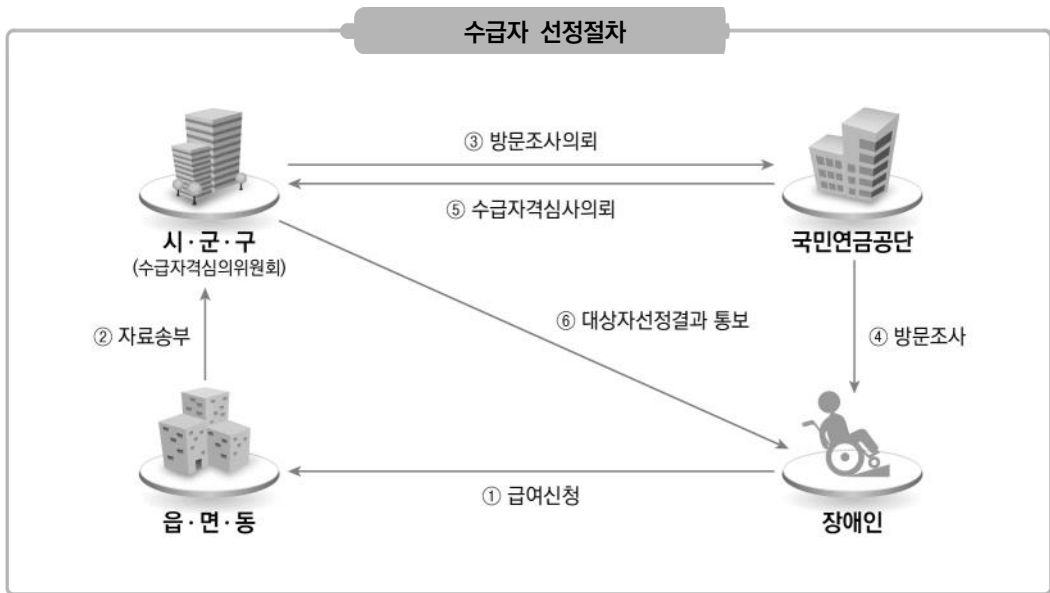 수급자 선정절차
③ 방문조사의뢰
⑤ 수급자격심사의뢰
시·군·구
(수급자격심의위원회)
국민연금공단
② 자료송부
⑥ 대상자선정결과 통보
④ 방문조사
① 급여신청
읍·면·동
장애인